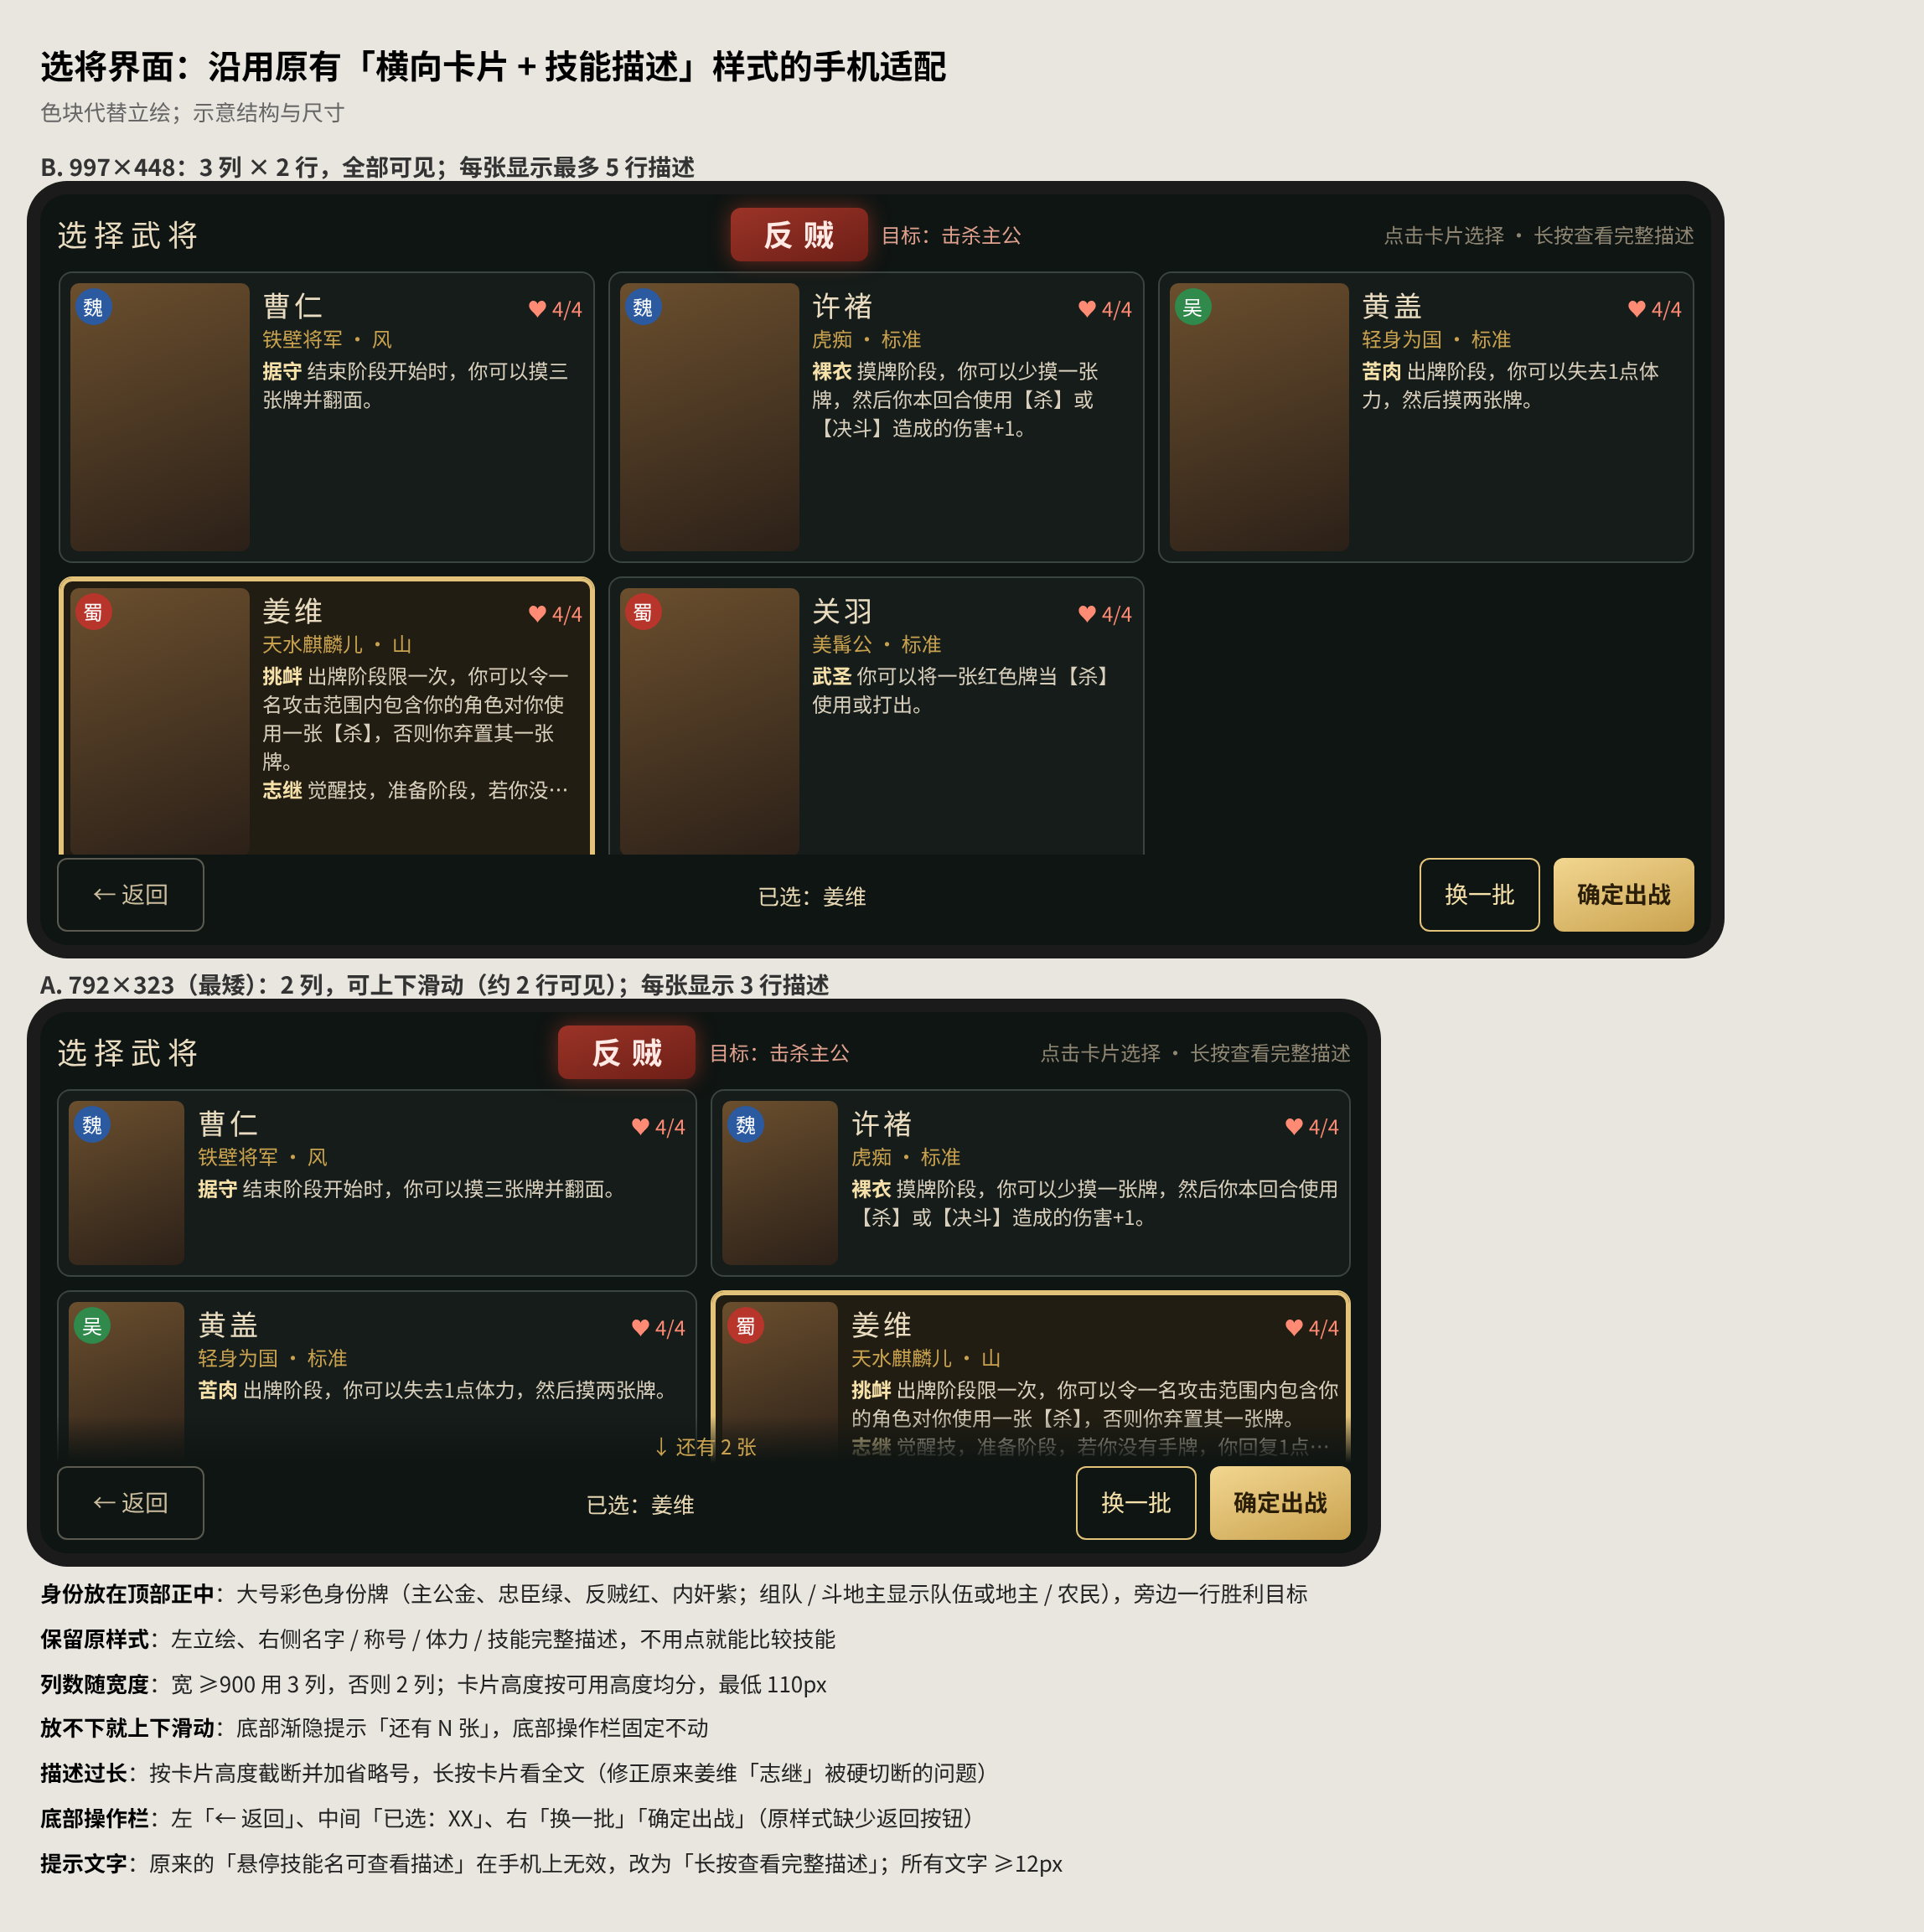 选将界面：沿用原有「横向卡片 + 技能描述」样式的手机适配
色块代替立绘；示意结构与尺寸
B. 997×448：3 列 × 2 行，全部可见；每张显示最多 5 行描述
选择武将
反贼 目标：击杀主公
点击卡片选择 · 长按查看完整描述
魏
曹仁 ♥ 4/4
铁壁将军 · 风
据守 结束阶段开始时，你可以摸三
张牌并翻面。
魏
许褚 ♥ 4/4
虎痴 · 标准
裸衣 摸牌阶段，你可以少摸一张
牌，然后你本回合使用【杀】或
【决斗】造成的伤害+1。
吴
黄盖 ♥ 4/4
轻身为国 · 标准
苦肉 出牌阶段，你可以失去1点体
力，然后摸两张牌。
蜀
姜维 ♥ 4/4
天水麒麟儿 · 山
挑衅 出牌阶段限一次，你可以令一
名攻击范围内包含你的角色对你使
用一张【杀】，否则你弃置其一张
牌。
志继 觉醒技，准备阶段，若你没…
蜀
关羽 ♥ 4/4
美髯公 · 标准
武圣 你可以将一张红色牌当【杀】
使用或打出。
← 返回
已选：姜维
换一批
确定出战
A. 792×323（最矮）：2 列，可上下滑动（约 2 行可见）；每张显示 3 行描述
选择武将
反贼 目标：击杀主公
点击卡片选择 · 长按查看完整描述
魏
曹仁 ♥ 4/4
铁壁将军 · 风
据守 结束阶段开始时，你可以摸三张牌并翻面。
魏
许褚 ♥ 4/4
虎痴 · 标准
裸衣 摸牌阶段，你可以少摸一张牌，然后你本回合使用
【杀】或【决斗】造成的伤害+1。
吴
黄盖 ♥ 4/4
轻身为国 · 标准
苦肉 出牌阶段，你可以失去1点体力，然后摸两张牌。
蜀
姜维 ♥ 4/4
天水麒麟儿 · 山
挑衅 出牌阶段限一次，你可以令一名攻击范围内包含你
的角色对你使用一张【杀】，否则你弃置其一张牌。
志继 觉醒技，准备阶段，若你没有手牌，你回复1点…
↓ 还有 2 张
← 返回
已选：姜维
换一批
确定出战
身份放在顶部正中：大号彩色身份牌（主公金、忠臣绿、反贼红、内奸紫；组队 / 斗地主显示队伍或地主 / 农民），旁边一行胜利目标
保留原样式：左立绘、右侧名字 / 称号 / 体力 / 技能完整描述，不用点就能比较技能
列数随宽度：宽 ≥900 用 3 列，否则 2 列；卡片高度按可用高度均分，最低 110px
放不下就上下滑动：底部渐隐提示「还有 N 张」，底部操作栏固定不动
描述过长：按卡片高度截断并加省略号，长按卡片看全文（修正原来姜维「志继」被硬切断的问题）
底部操作栏：左「← 返回」、中间「已选：XX」、右「换一批」「确定出战」（原样式缺少返回按钮）
提示文字：原来的「悬停技能名可查看描述」在手机上无效，改为「长按查看完整描述」；所有文字 ≥12px